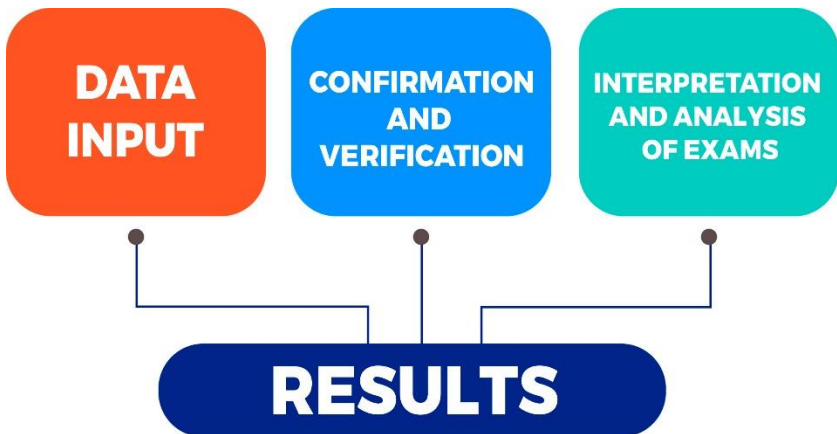 DATA
INPUT
CONFIRMATION
AND
VERIFICATION
INTERPRETATION
AND ANALYSIS
OF EXAMS
RESULTS